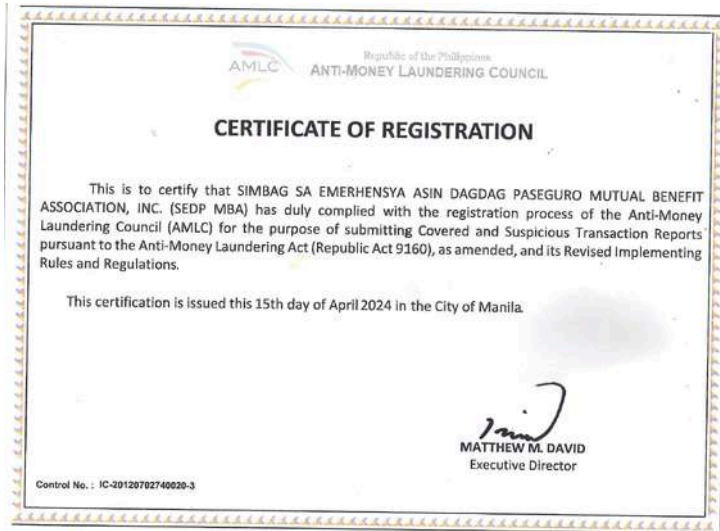 AMLC
Republic of the Philippines
ANTI-MONEY LAUNDERING COUNCIL
CERTIFICATE OF REGISTRATION
This is to certify that SIMBAG SA EMERHENSYA ASIN DAGDAG PASEGURO MUTUAL BENEFIT
ASSOCIATION, INC. (SEDP MBA) has duly complied with the registration process of the Anti-Money
Laundering Council (AMLC) for the purpose of submitting Covered and Suspicious Transaction Reports
pursuant to the Anti-Money Laundering Act (Republic Act 9160), as amended, and its Revised Implementing
Rules and Regulations.
This certification is issued this 15th day of April 2024 in the City of Manila.
MATTHEW M. DAVID
Executive Director
Control No. : IC-20120702740020-3